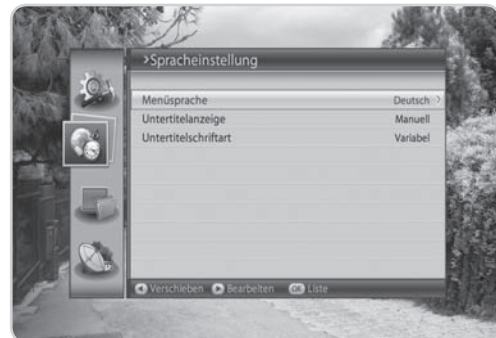 >Spracheinstellung
Menüsprache Deutsch >
Untertitelanzeige Manuell
Untertitelschriftart Variabel
Verschieben Bearbeiten OK Liste